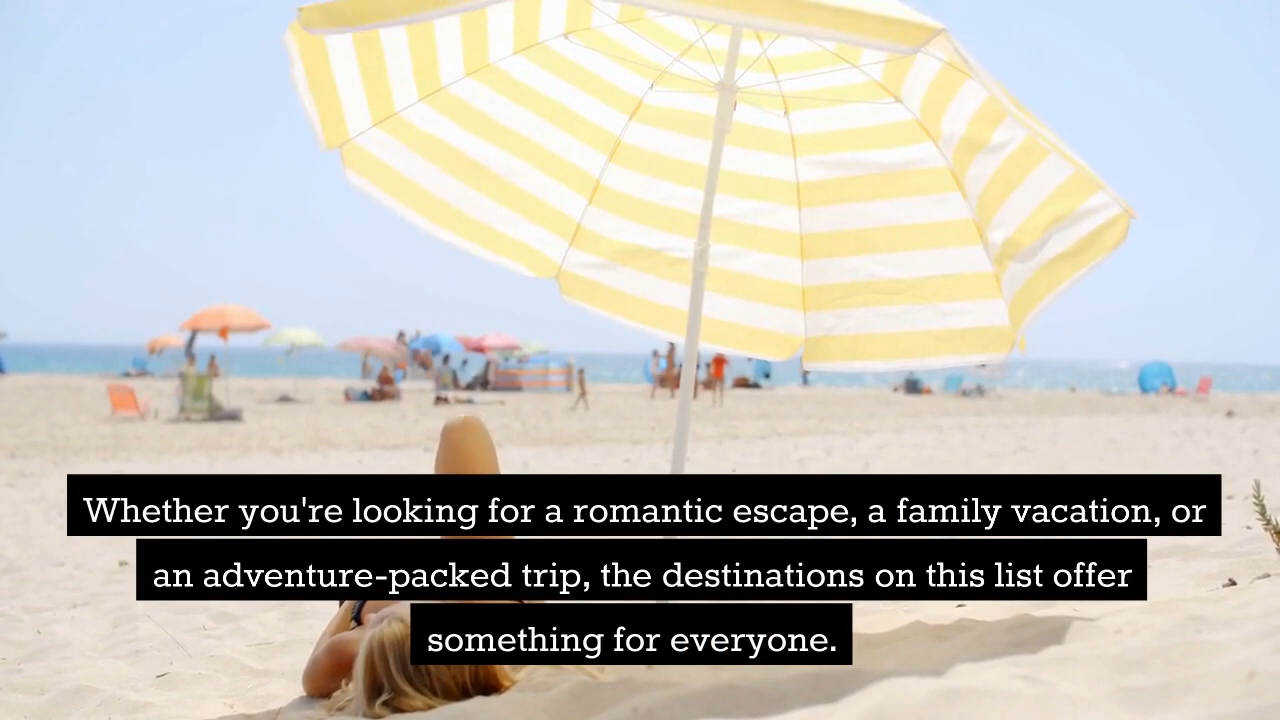 Whether you're looking for a romantic escape, a family vacation, or
an adventure-packed trip, the destinations on this list offer
something for everyone.